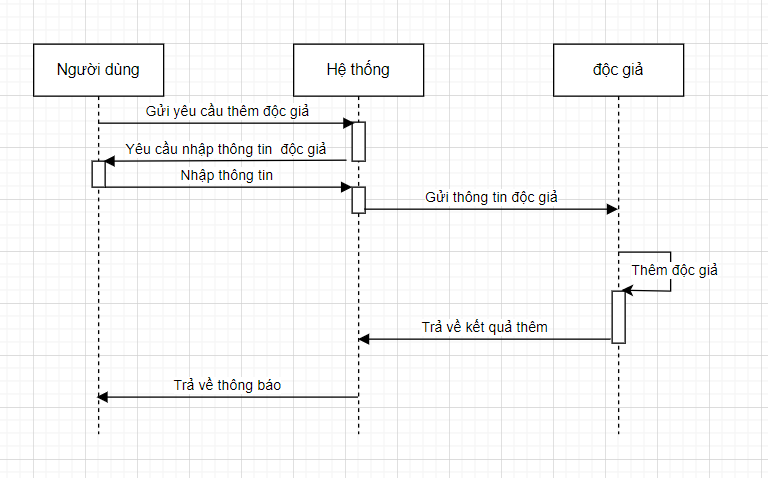 Người dùng
Hệ thống
độc giả
Gửi yêu cầu thêm độc giả
Yêu cầu nhập thông tin  độc giả
Nhập thông tin
Gửi thông tin độc giả
Thêm độc giả
Trả về kết quả thêm
Trả về thông báo